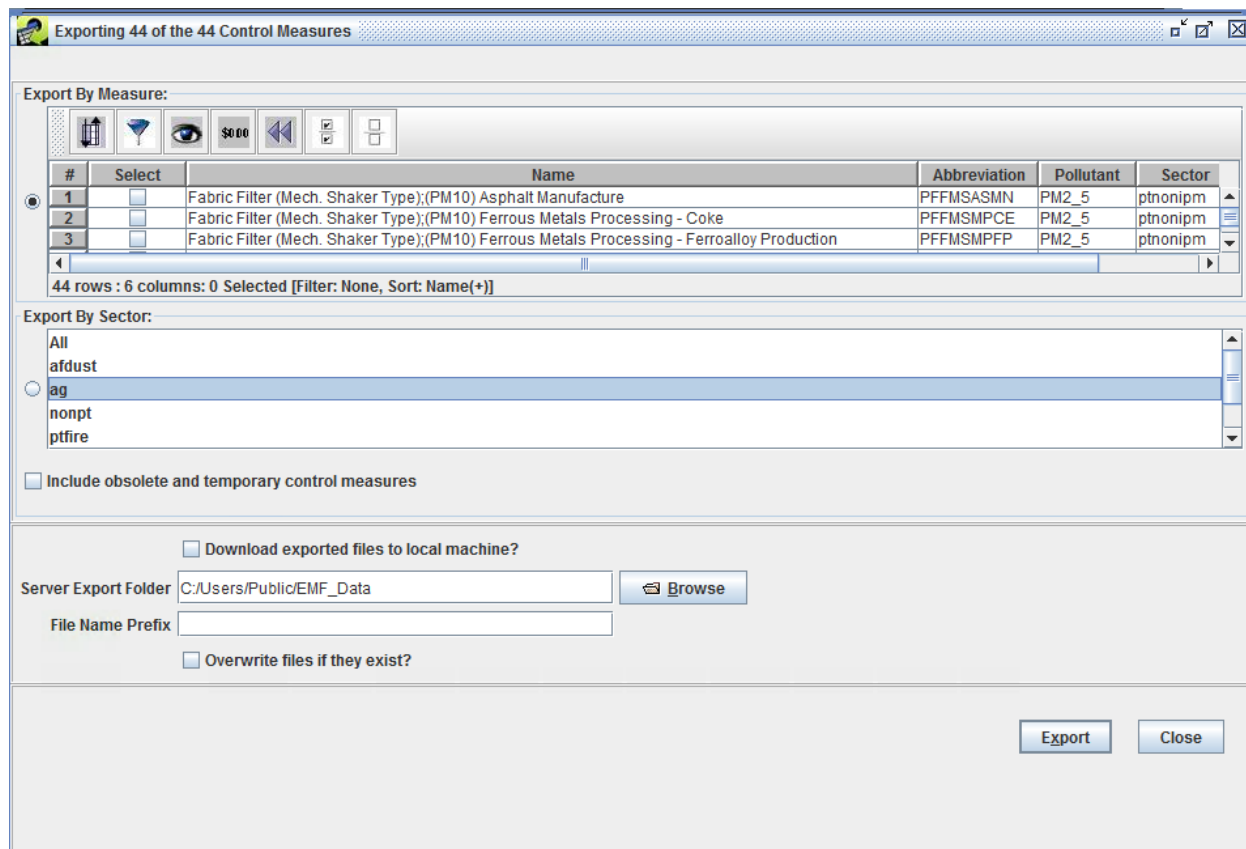 Exporting 44 of the 44 Control Measures
Export By Measure:
$0.00
# Select Name Abbreviation Pollutant Sector
1 Fabric Filter (Mech. Shaker Type);(PM10) Asphalt Manufacture PFFMSASMN PM2_5 ptnonipm
2 Fabric Filter (Mech. Shaker Type);(PM10) Ferrous Metals Processing - Coke PFFMSMPCE PM2_5 ptnonipm
3 Fabric Filter (Mech. Shaker Type);(PM10) Ferrous Metals Processing - Ferroalloy Production PFFMSMPFP PM2_5 ptnonipm
44 rows : 6 columns: 0 Selected [Filter: None, Sort: Name(+)]
Export By Sector:
All
afdust
ag
nonpt
ptfire
Include obsolete and temporary control measures
Download exported files to local machine?
Server Export Folder C:/Users/Public/EMF_Data Browse
File Name Prefix
Overwrite files if they exist?
Export Close